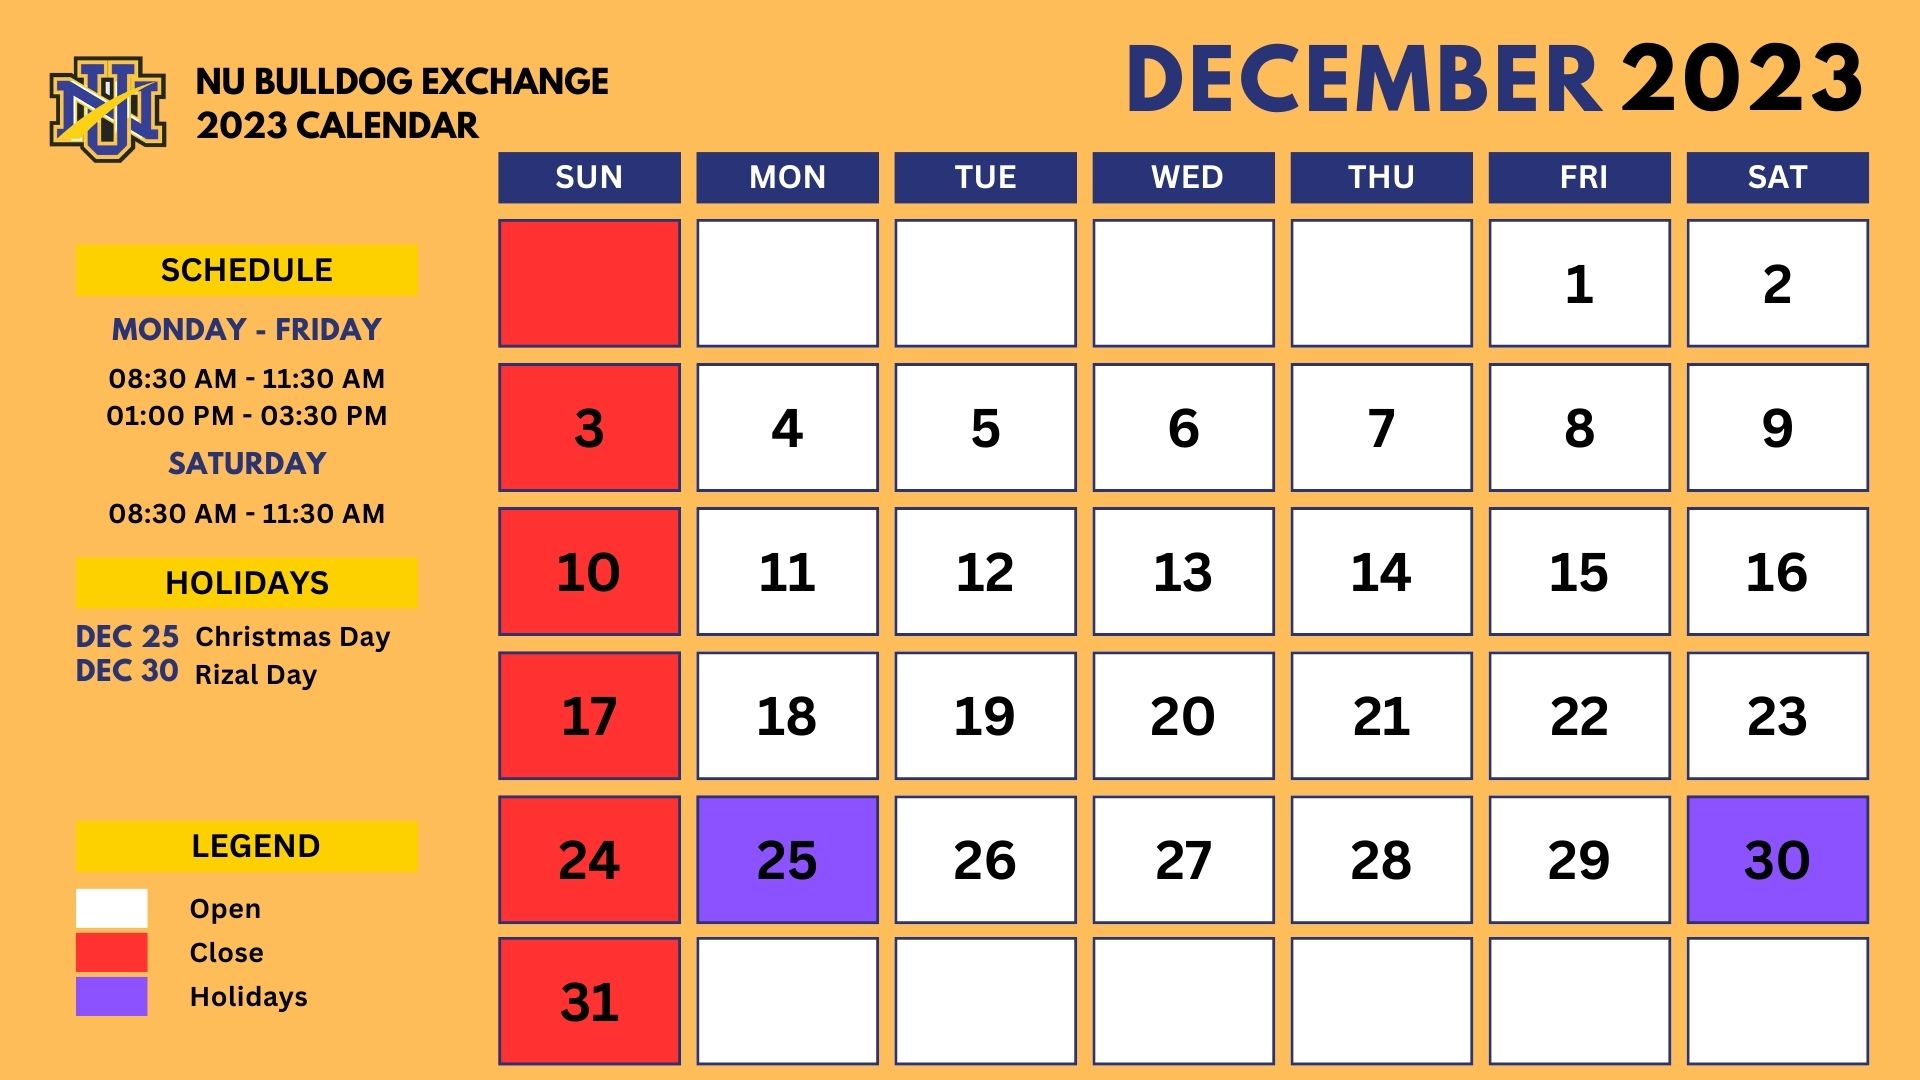 NU BULLDOG EXCHANGE
2023 CALENDAR
DECEMBER 2023
SCHEDULE
MONDAY - FRIDAY
08:30 AM - 11:30 AM
01:00 PM - 03:30 PM
SATURDAY
08:30 AM - 11:30 AM
HOLIDAYS
DEC 25 Christmas Day
DEC 30 Rizal Day
LEGEND
Open
Close
Holidays
SUN MON TUE WED THU FRI SAT
1 2
3 4 5 6 7 8 9
10 11 12 13 14 15 16
17 18 19 20 21 22 23
24 25 26 27 28 29 30
31